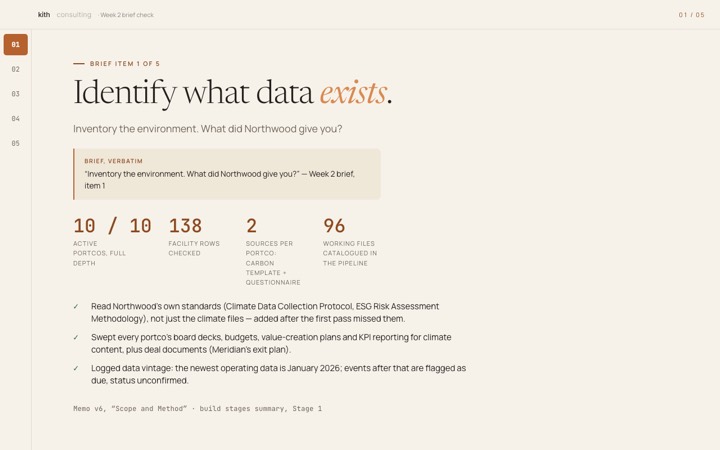 kith consulting · Week 2 brief check
01 / 05
01
02
03
04
05
BRIEF ITEM 1 OF 5
Identify what data exists.
Inventory the environment. What did Northwood give you?
BRIEF, VERBATIM
"Inventory the environment. What did Northwood give you?" — Week 2 brief,
item 1
10 / 10
ACTIVE
PORTCOS, FULL
DEPTH
138
FACILITY ROWS
CHECKED
2
SOURCES PER
PORTCO:
CARBON
TEMPLATE +
QUESTIONNAIRE
96
WORKING FILES
CATALOGUED IN
THE PIPELINE
✓ Read Northwood's own standards (Climate Data Collection Protocol, ESG Risk Assessment
Methodology), not just the climate files — added after the first pass missed them.
✓ Swept every portco's board decks, budgets, value-creation plans and KPI reporting for climate
content, plus deal documents (Meridian's exit plan).
✓ Logged data vintage: the newest operating data is January 2026; events after that are flagged as
due, status unconfirmed.
Memo v6, "Scope and Method" · build stages summary, Stage 1